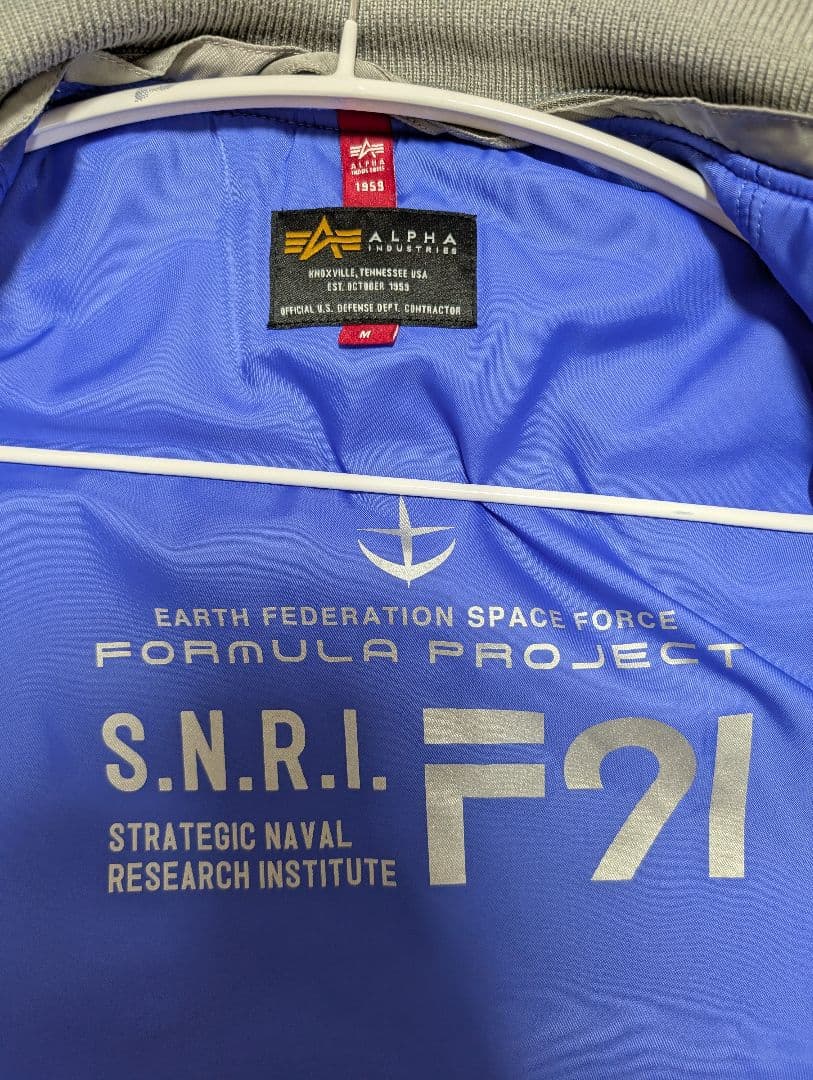 ALPHA
INDUSTRIES
1959
ALPHA
INDUSTRIES
KNOXVILLE, TENNESSEE USA
EST. OCTOBER 1959
OFFICIAL U.S. DEFENSE DEPT. CONTRACTOR
M
EARTH FEDERATION SPACE FORCE
FORMULA PROJECT
S.N.R.I.
F91
STRATEGIC NAVAL
RESEARCH INSTITUTE